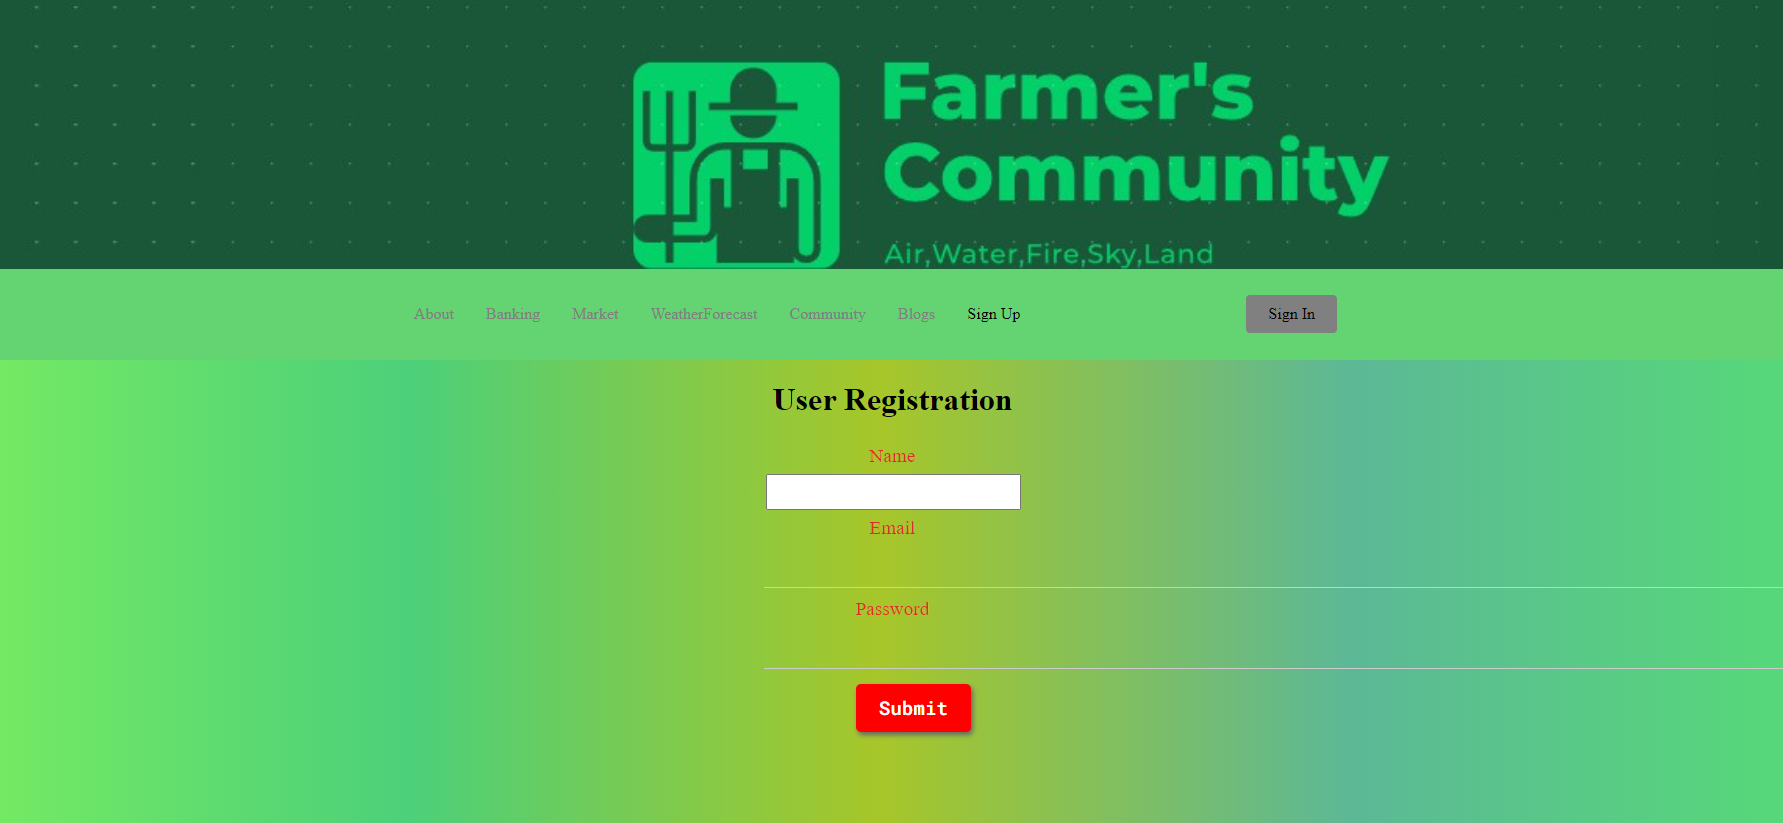 Farmer's
Community
Air,Water,Fire,Sky,Land
About Banking Market WeatherForecast Community Blogs Sign Up Sign In
User Registration
Name
Email
Password
Submit